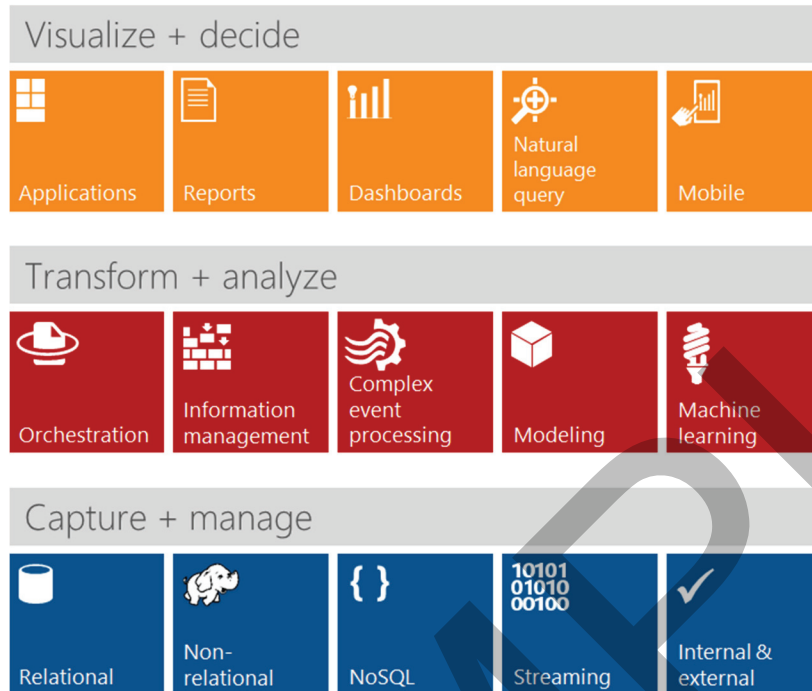 Visualize + decide
Applications
Reports
Dashboards
Natural
language
query
Mobile
Transform + analyze
Orchestration
Information
management
Complex
event
processing
Modeling
Machine
learning
Capture + manage
Relational
Non-
relational
NoSQL
{ }
10101
01010
00100
Streaming
Internal &
external